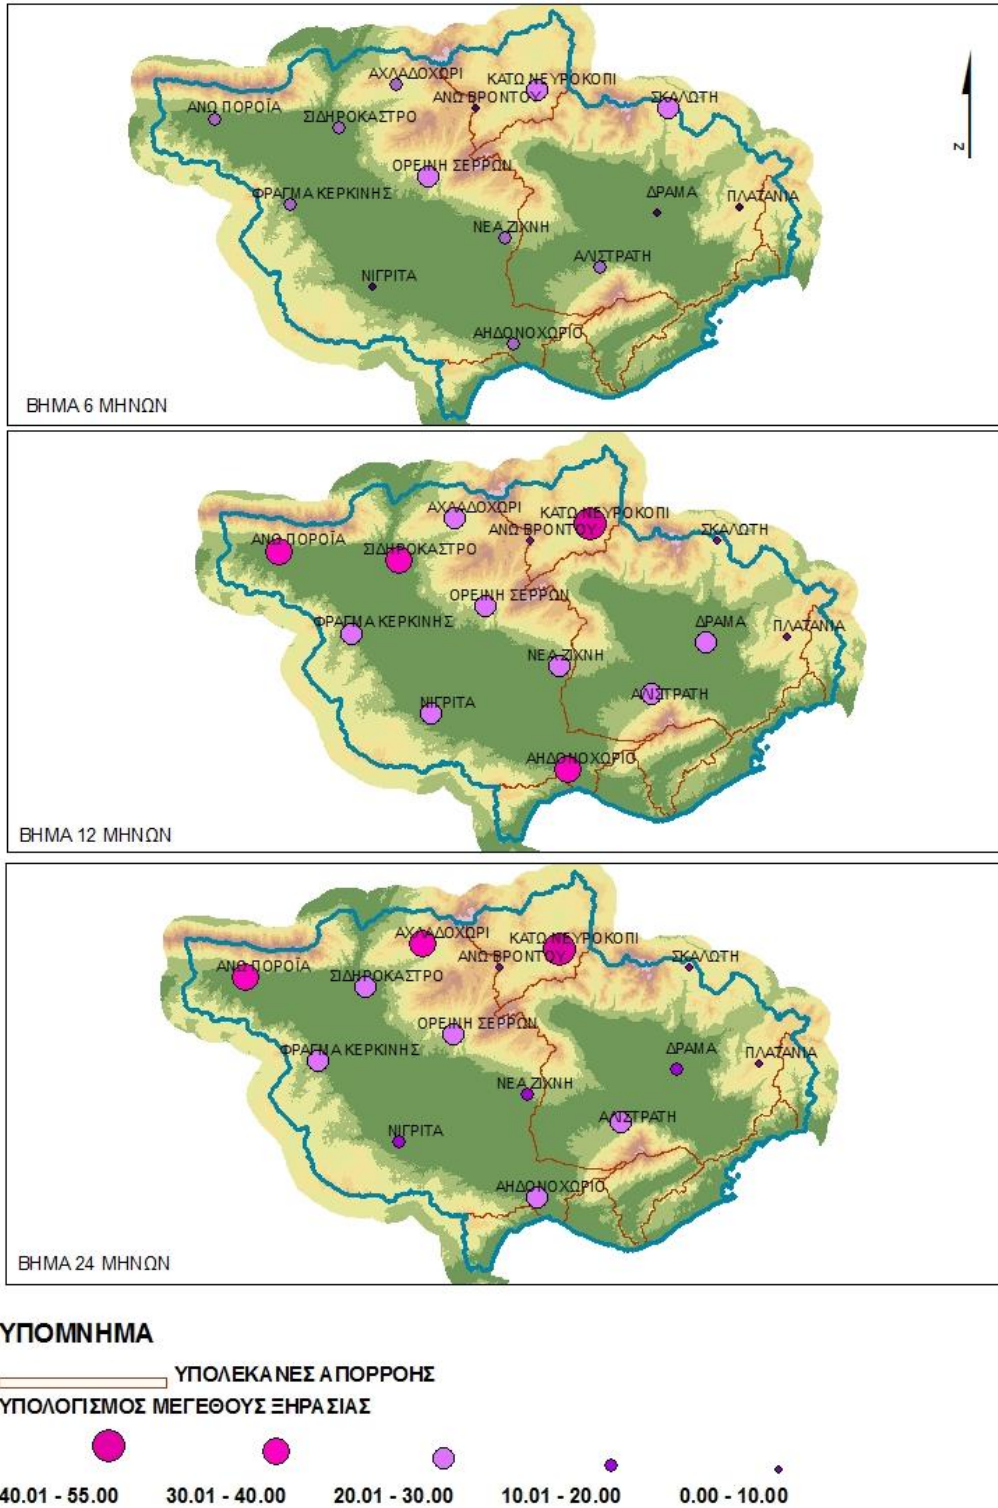 ΑΧΛΑΔΟΧΩΡΙ
ΚΑΤΩ ΝΕΥΡΟΚΟΠΙ
ΑΝΩ ΒΡΟΝΤΟΥ
ΣΚΑΛΩΤΗ
ΑΝΩ ΠΟΡΟΪΑ
ΣΙΔΗΡΟΚΑΣΤΡΟ
N
ΟΡΕΙΝΗ ΣΕΡΡΩΝ
ΦΡΑΓΜΑ ΚΕΡΚΙΝΗΣ
ΔΡΑΜΑ
ΠΛΑΤΑΝΙΑ
ΝΕΑ ΖΙΧΝΗ
ΑΛΙΣΤΡΑΤΗ
ΝΙΓΡΙΤΑ
ΑΗΔΟΝΟΧΩΡΙΟ
ΒΗΜΑ 6 ΜΗΝΩΝ
ΑΧΛΑΔΟΧΩΡΙ
ΚΑΤΩ ΝΕΥΡΟΚΟΠΙ
ΑΝΩ ΒΡΟΝΤΟΥ
ΣΚΑΛΩΤΗ
ΑΝΩ ΠΟΡΟΪΑ
ΣΙΔΗΡΟΚΑΣΤΡΟ
ΟΡΕΙΝΗ ΣΕΡΡΩΝ
ΦΡΑΓΜΑ ΚΕΡΚΙΝΗΣ
ΔΡΑΜΑ
ΠΛΑΤΑΝΙΑ
ΝΕΑ ΖΙΧΝΗ
ΑΛΙΣΤΡΑΤΗ
ΝΙΓΡΙΤΑ
ΑΗΔΟΝΟΧΩΡΙΟ
ΒΗΜΑ 12 ΜΗΝΩΝ
ΑΧΛΑΔΟΧΩΡΙ
ΚΑΤΩ ΝΕΥΡΟΚΟΠΙ
ΑΝΩ ΒΡΟΝΤΟΥ
ΣΚΑΛΩΤΗ
ΑΝΩ ΠΟΡΟΪΑ
ΣΙΔΗΡΟΚΑΣΤΡΟ
ΟΡΕΙΝΗ ΣΕΡΡΩΝ
ΦΡΑΓΜΑ ΚΕΡΚΙΝΗΣ
ΔΡΑΜΑ
ΠΛΑΤΑΝΙΑ
ΝΕΑ ΖΙΧΝΗ
ΑΛΙΣΤΡΑΤΗ
ΝΙΓΡΙΤΑ
ΑΗΔΟΝΟΧΩΡΙΟ
ΒΗΜΑ 24 ΜΗΝΩΝ
ΥΠΟΜΝΗΜΑ
ΥΠΟΛΕΚΑΝΕΣ ΑΠΟΡΡΟΗΣ
ΥΠΟΛΟΓΙΣΜΟΣ ΜΕΓΕΘΟΥΣ ΞΗΡΑΣΙΑΣ
40.01 - 55.00 30.01 - 40.00 20.01 - 30.00 10.01 - 20.00 0.00 - 10.00